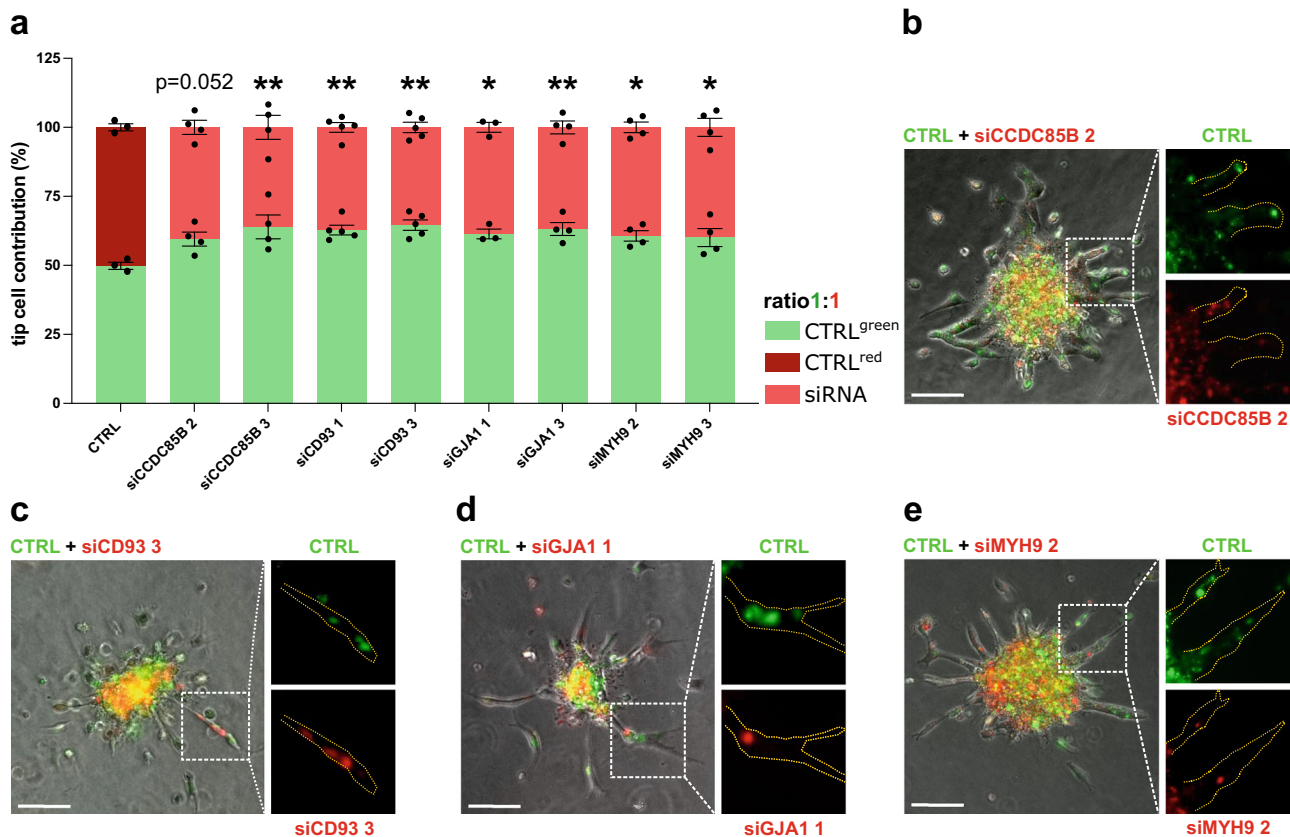 a
tip cell contribution (%)
125
100
75
50
25
0
p=0.052
**
**
**
*
**
*
*
CTRL
siCCDC85B 2
siCCDC85B 3
siCD93 1
siCD93 3
siGJA1 1
siGJA1 3
siMYH9 2
siMYH9 3
ratio1:1
CTRLgreen
CTRLred
siRNA
b
CTRL + siCCDC85B 2
CTRL
siCCDC85B 2
c
CTRL + siCD93 3
CTRL
siCD93 3
d
CTRL + siGJA1 1
CTRL
siGJA1 1
e
CTRL + siMYH9 2
CTRL
siMYH9 2